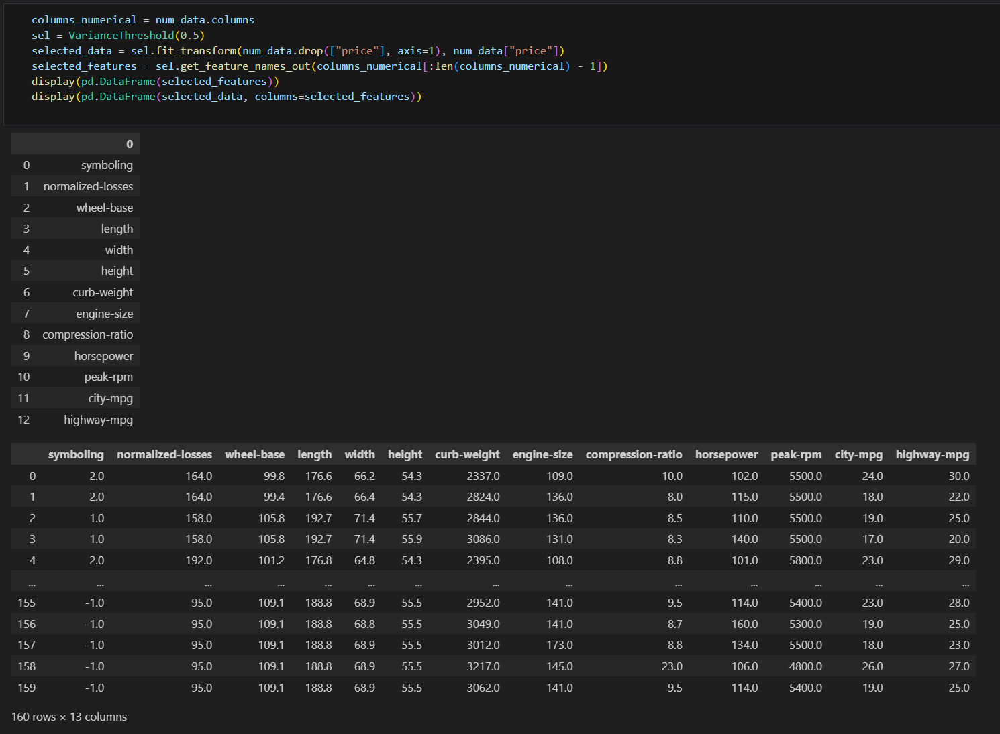 columns_numerical = num_data.columns
sel = VarianceThreshold(0.5)
selected_data = sel.fit_transform(num_data.drop(["price"], axis=1), num_data["price"])
selected_features = sel.get_feature_names_out(columns_numerical[:len(columns_numerical) - 1])
display(pd.DataFrame(selected_features))
display(pd.DataFrame(selected_data, columns=selected_features))
0
0 symboling
1 normalized-losses
2 wheel-base
3 length
4 width
5 height
6 curb-weight
7 engine-size
8 compression-ratio
9 horsepower
10 peak-rpm
11 city-mpg
12 highway-mpg
symboling normalized-losses wheel-base length width height curb-weight engine-size compression-ratio horsepower peak-rpm city-mpg highway-mpg
0 2.0 164.0 99.8 176.6 66.2 54.3 2337.0 109.0 10.0 102.0 5500.0 24.0 30.0
1 2.0 164.0 99.4 176.6 66.4 54.3 2824.0 136.0 8.0 115.0 5500.0 18.0 22.0
2 1.0 158.0 105.8 192.7 71.4 55.7 2844.0 136.0 8.5 110.0 5500.0 19.0 25.0
3 1.0 158.0 105.8 192.7 71.4 55.9 3086.0 131.0 8.3 140.0 5500.0 17.0 20.0
4 2.0 192.0 101.2 176.8 64.8 54.3 2395.0 108.0 8.8 101.0 5800.0 23.0 29.0
... ... ... ... ... ... ... ... ... ... ... ... ... ...
155 -1.0 95.0 109.1 188.8 68.9 55.5 2952.0 141.0 9.5 114.0 5400.0 23.0 28.0
156 -1.0 95.0 109.1 188.8 68.8 55.5 3049.0 141.0 8.7 160.0 5300.0 19.0 25.0
157 -1.0 95.0 109.1 188.8 68.9 55.5 3012.0 173.0 8.8 134.0 5500.0 18.0 23.0
158 -1.0 95.0 109.1 188.8 68.9 55.5 3217.0 145.0 23.0 106.0 4800.0 26.0 27.0
159 -1.0 95.0 109.1 188.8 68.9 55.5 3062.0 141.0 9.5 114.0 5400.0 19.0 25.0
160 rows × 13 columns